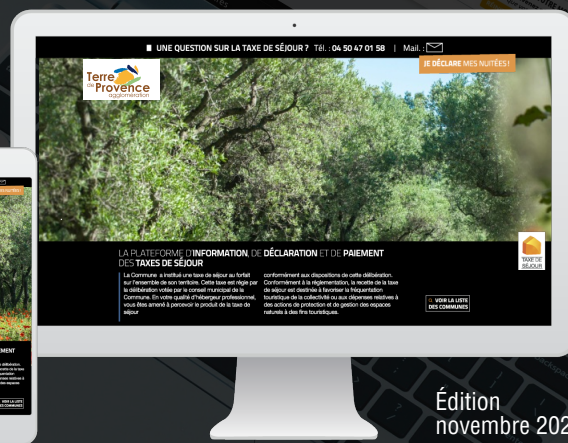 UNE QUESTION SUR LA TAXE DE SÉJOUR ? Tél. : 04 50 47 01 58 | Mail. :
JE DÉCLARE MES NUITÉES !
Terre
de Provence
agglomération
LA PLATEFORME D'INFORMATION, DE DÉCLARATION ET DE PAIEMENT
DES TAXES DE SÉJOUR
La Commune a institué une taxe de séjour au forfait
sur l'ensemble de son territoire. Cette taxe est régie par
la délibération votée par le conseil municipal de la
Commune. En votre qualité d'hébergeur professionnel,
vous êtes amené à percevoir le produit de la taxe de
séjour
conformément aux dispositions de cette délibération.
Conformément à la réglementation, la recette de la taxe
de séjour est destinée à favoriser la fréquentation
touristique de la collectivité ou aux dépenses relatives à
des actions de protection et de gestion des espaces
naturels à des fins touristiques.
TAXE DE
SÉJOUR
VOIR LA LISTE
DES COMMUNES
Édition
novembre 202